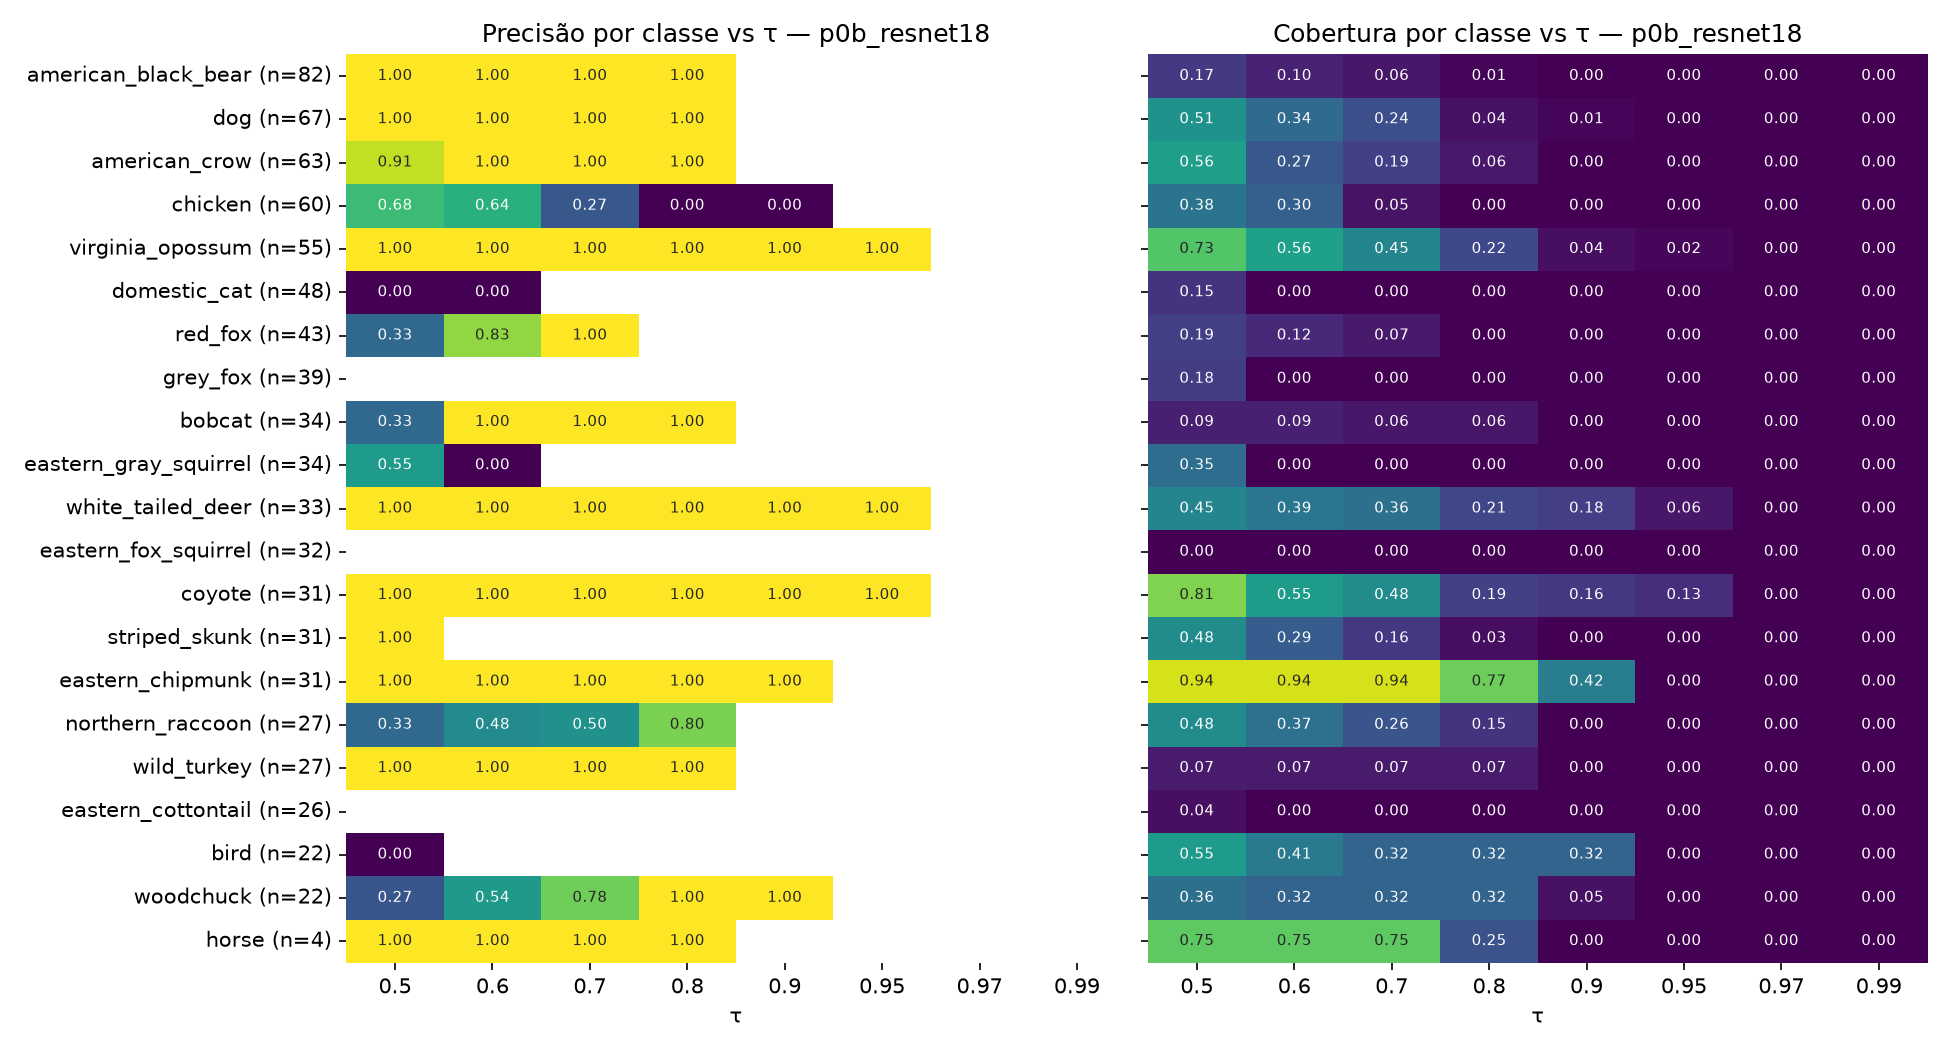 Precisão por classe vs τ — p0b_resnet18
american_black_bear (n=82) 1.00 1.00 1.00 1.00
dog (n=67) 1.00 1.00 1.00 1.00
american_crow (n=63) 0.91 1.00 1.00 1.00
chicken (n=60) 0.68 0.64 0.27 0.00 0.00
virginia_opossum (n=55) 1.00 1.00 1.00 1.00 1.00 1.00
domestic_cat (n=48) 0.00 0.00
red_fox (n=43) 0.33 0.83 1.00
grey_fox (n=39)
bobcat (n=34) 0.33 1.00 1.00 1.00
eastern_gray_squirrel (n=34) 0.55 0.00
white_tailed_deer (n=33) 1.00 1.00 1.00 1.00 1.00 1.00
eastern_fox_squirrel (n=32)
coyote (n=31) 1.00 1.00 1.00 1.00 1.00 1.00
striped_skunk (n=31) 1.00
eastern_chipmunk (n=31) 1.00 1.00 1.00 1.00 1.00
northern_raccoon (n=27) 0.33 0.48 0.50 0.80
wild_turkey (n=27) 1.00 1.00 1.00 1.00
eastern_cottontail (n=26)
bird (n=22) 0.00
woodchuck (n=22) 0.27 0.54 0.78 1.00 1.00
horse (n=4) 1.00 1.00 1.00 1.00
0.5 0.6 0.7 0.8 0.9 0.95 0.97 0.99
τ
Cobertura por classe vs τ — p0b_resnet18
0.17 0.10 0.06 0.01 0.00 0.00 0.00 0.00
0.51 0.34 0.24 0.04 0.01 0.00 0.00 0.00
0.56 0.27 0.19 0.06 0.00 0.00 0.00 0.00
0.38 0.30 0.05 0.00 0.00 0.00 0.00 0.00
0.73 0.56 0.45 0.22 0.04 0.02 0.00 0.00
0.15 0.00 0.00 0.00 0.00 0.00 0.00 0.00
0.19 0.12 0.07 0.00 0.00 0.00 0.00 0.00
0.18 0.00 0.00 0.00 0.00 0.00 0.00 0.00
0.09 0.09 0.06 0.06 0.00 0.00 0.00 0.00
0.35 0.00 0.00 0.00 0.00 0.00 0.00 0.00
0.45 0.39 0.36 0.21 0.18 0.06 0.00 0.00
0.00 0.00 0.00 0.00 0.00 0.00 0.00 0.00
0.81 0.55 0.48 0.19 0.16 0.13 0.00 0.00
0.48 0.29 0.16 0.03 0.00 0.00 0.00 0.00
0.94 0.94 0.94 0.77 0.42 0.00 0.00 0.00
0.48 0.37 0.26 0.15 0.00 0.00 0.00 0.00
0.07 0.07 0.07 0.07 0.00 0.00 0.00 0.00
0.04 0.00 0.00 0.00 0.00 0.00 0.00 0.00
0.55 0.41 0.32 0.32 0.32 0.00 0.00 0.00
0.36 0.32 0.32 0.32 0.05 0.00 0.00 0.00
0.75 0.75 0.75 0.25 0.00 0.00 0.00 0.00
0.5 0.6 0.7 0.8 0.9 0.95 0.97 0.99
τ